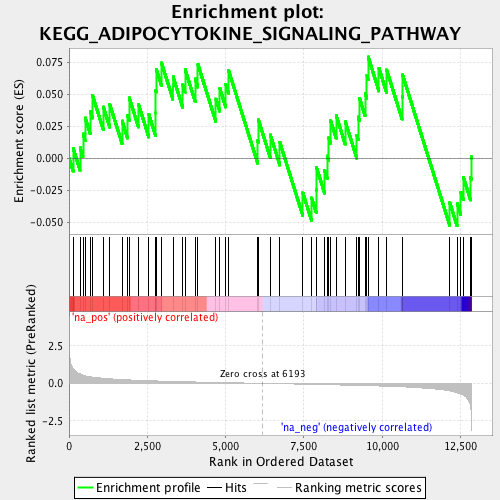 Enrichment plot:
KEGG_ADIPOCYTOKINE_SIGNALING_PATHWAY
Enrichment score (ES)
0.075
0.050
0.025
0.000
-0.025
-0.050
'na_pos' (positively correlated)
Ranked list metric (PreRanked)
2.5
0.0
-2.5
Zero cross at 6193
'na_neg' (negatively correlated)
0
2,500
5,000
7,500
10,000
12,500
Rank in Ordered Dataset
Enrichment profile
Hits
Ranking metric scores